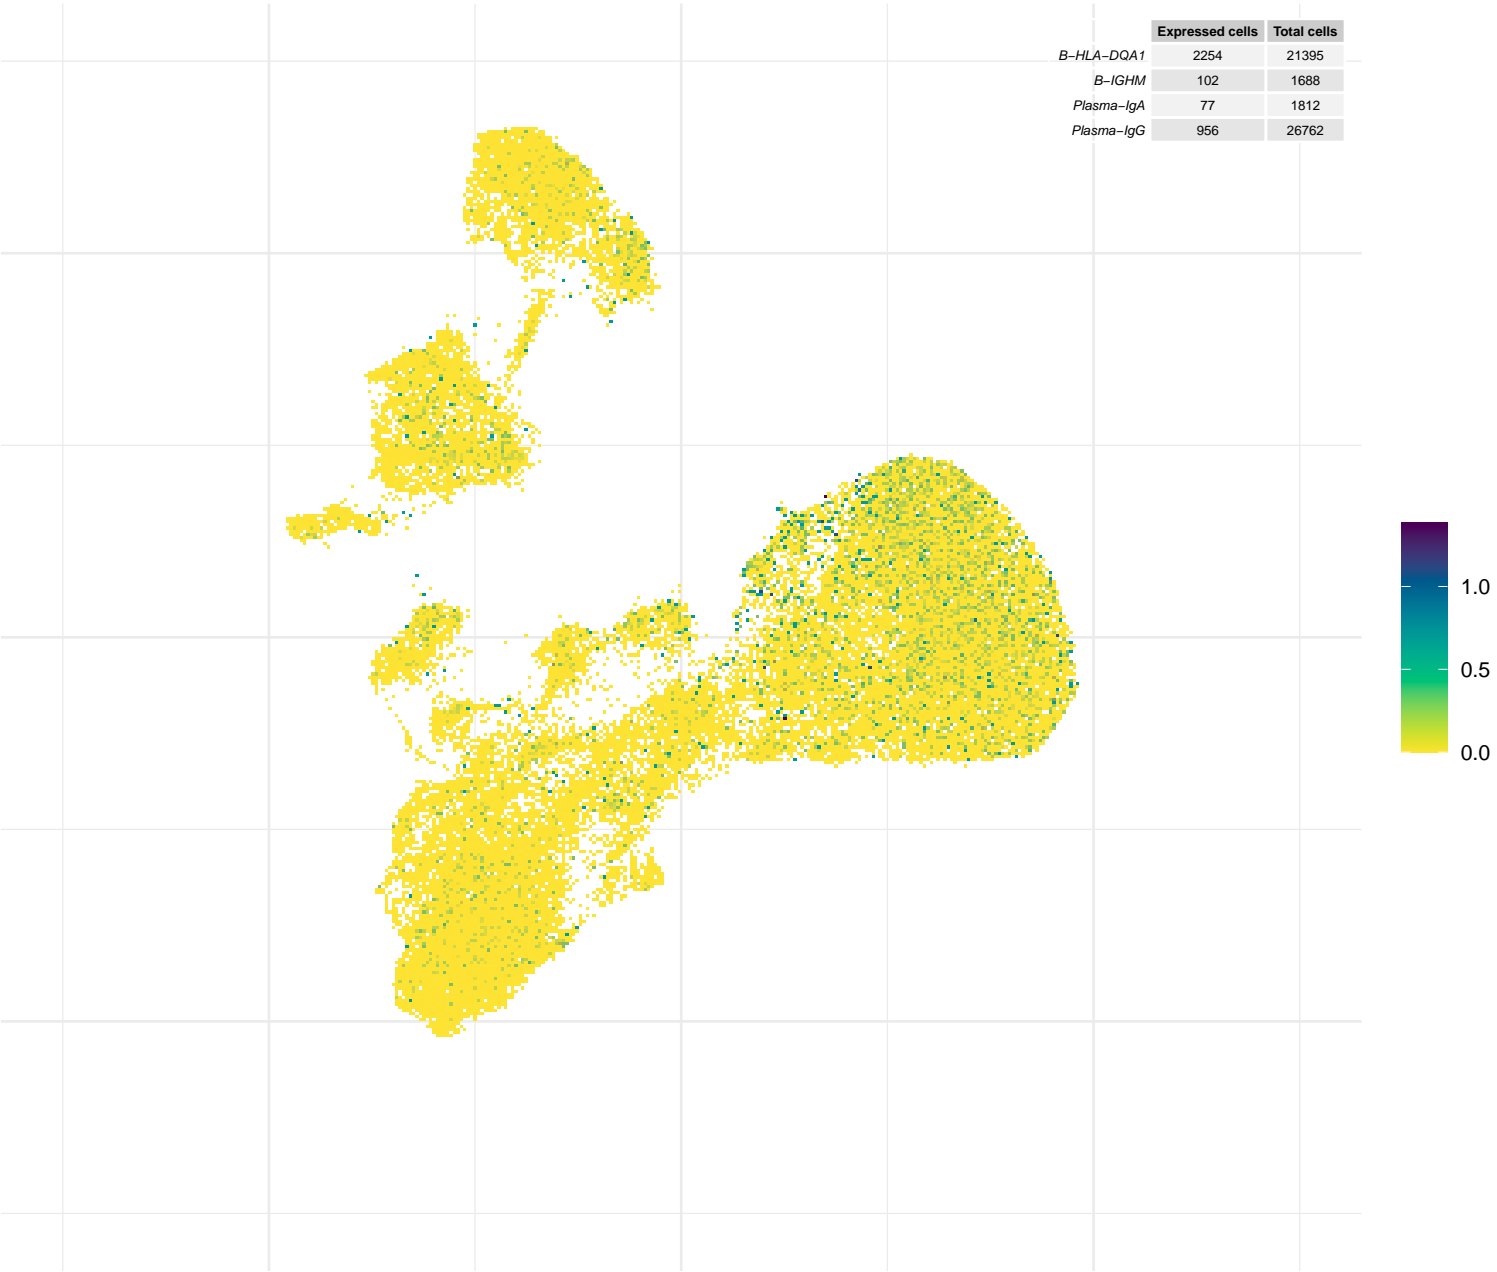 Expressed cells Total cells
B−HLA−DQA1 2254 21395
B−IGHM 102 1688
Plasma−IgA 77 1812
Plasma−IgG 956 26762
1.0
0.5
0.0